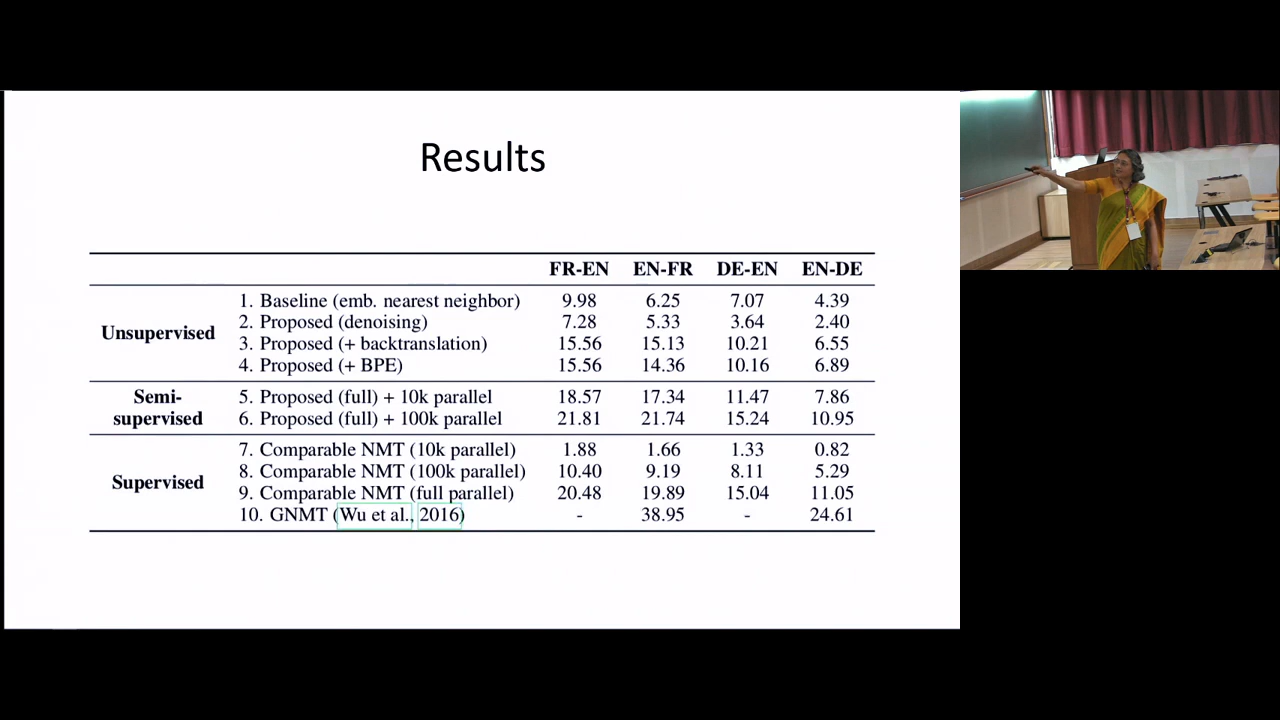 Results
FR-EN EN-FR DE-EN EN-DE
Unsupervised
1. Baseline (emb. nearest neighbor) 9.98 6.25 7.07 4.39
2. Proposed (denoising) 7.28 5.33 3.64 2.40
3. Proposed (+ backtranslation) 15.56 15.13 10.21 6.55
4. Proposed (+ BPE) 15.56 14.36 10.16 6.89
Semi-
supervised
5. Proposed (full) + 10k parallel 18.57 17.34 11.47 7.86
6. Proposed (full) + 100k parallel 21.81 21.74 15.24 10.95
Supervised
7. Comparable NMT (10k parallel) 1.88 1.66 1.33 0.82
8. Comparable NMT (100k parallel) 10.40 9.19 8.11 5.29
9. Comparable NMT (full parallel) 20.48 19.89 15.04 11.05
10. GNMT (Wu et al., 2016) - 38.95 - 24.61